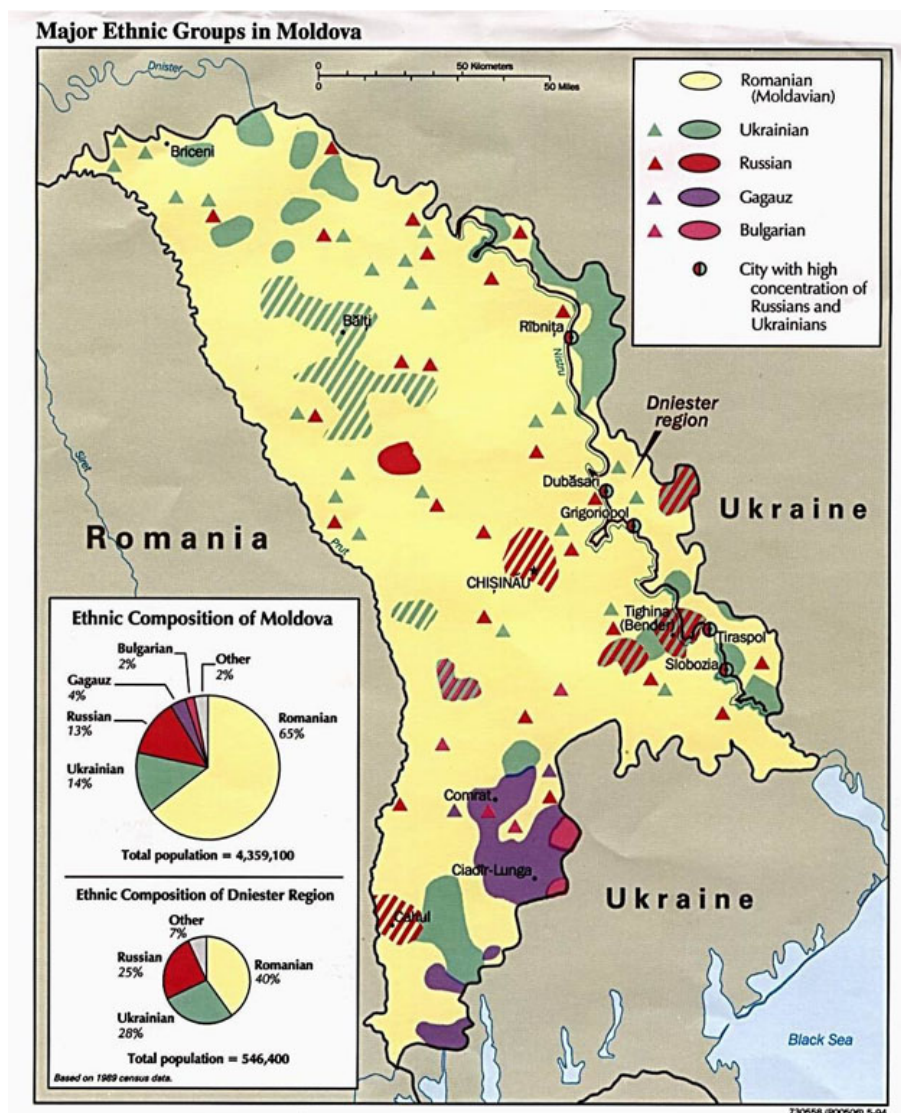 Major Ethnic Groups in Moldova
Dnister
0 50 Kilometers
0 50 Miles
Romanian
(Moldavian)
Ukrainian
Russian
Gagauz
Bulgarian
City with high
concentration of
Russians and
Ukrainians
Briceni
Bălți
Rîbnița
Nistru
Dniester
region
Siret
Dubăsari
Grigoriopol
Ukraine
Romania
Prut
CHIȘINĂU
Tighina
(Bender)
Tiraspol
Slobozia
Comrat
Ciadîr-Lunga
Ukraine
Cahul
Black Sea
Ethnic Composition of Moldova
Bulgarian
2%
Other
2%
Gagauz
4%
Russian
13%
Romanian
65%
Ukrainian
14%
Total population = 4,359,100
Ethnic Composition of Dniester Region
Other
7%
Russian
25%
Romanian
40%
Ukrainian
28%
Total population = 546,400
Based on 1989 census data.